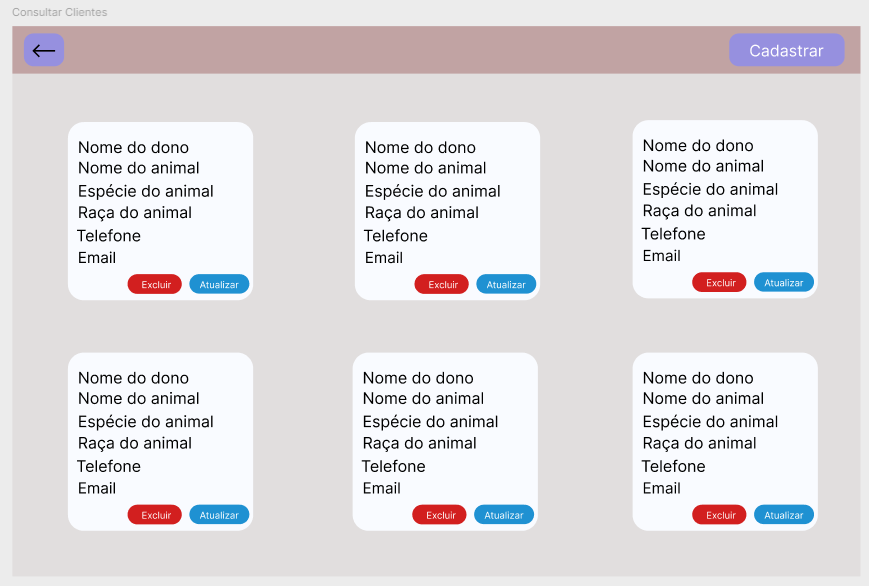 Consultar Clientes
Cadastrar
Nome do dono
Nome do animal
Espécie do animal
Raça do animal
Telefone
Email
Excluir
Atualizar
Nome do dono
Nome do animal
Espécie do animal
Raça do animal
Telefone
Email
Excluir
Atualizar
Nome do dono
Nome do animal
Espécie do animal
Raça do animal
Telefone
Email
Excluir
Atualizar
Nome do dono
Nome do animal
Espécie do animal
Raça do animal
Telefone
Email
Excluir
Atualizar
Nome do dono
Nome do animal
Espécie do animal
Raça do animal
Telefone
Email
Excluir
Atualizar
Nome do dono
Nome do animal
Espécie do animal
Raça do animal
Telefone
Email
Excluir
Atualizar